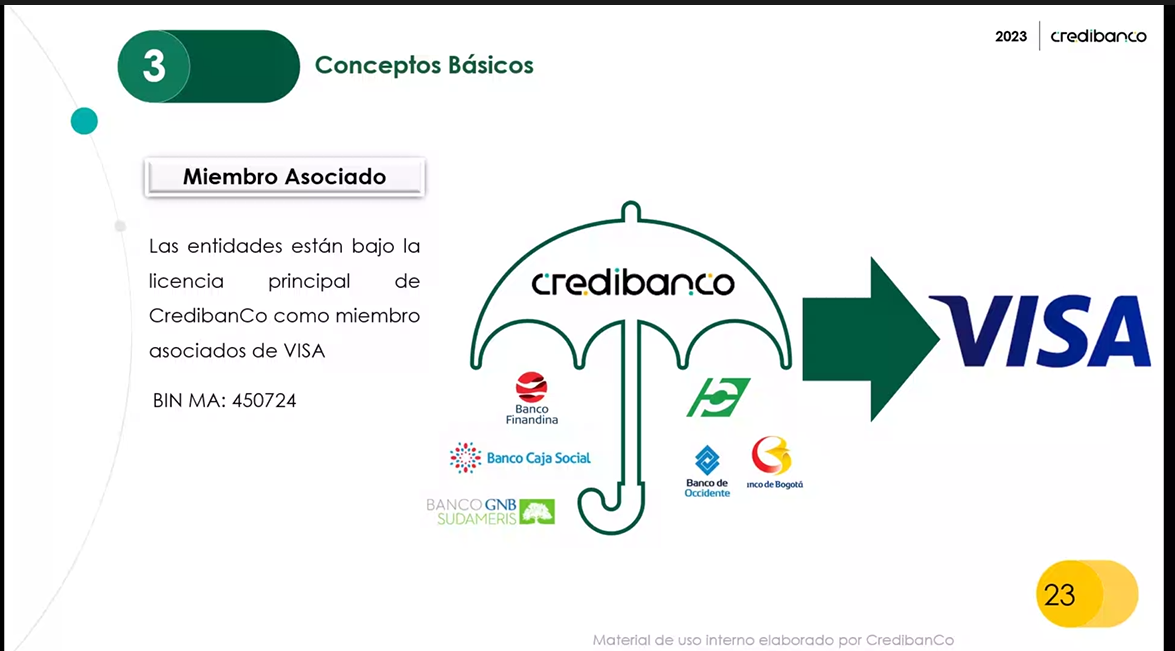 2023
credibanco
3
Conceptos Básicos
Miembro Asociado
Las entidades están bajo la
licencia principal de
CredibanCo como miembro
asociados de VISA
BIN MA: 450724
credibanco
VISA
Banco
Finandina
Banco Caja Social
BANCO GNB
SUDAMERIS
Banco de
Occidente
nco de Bogotá
23
Material de uso interno elaborado por CredibanCo